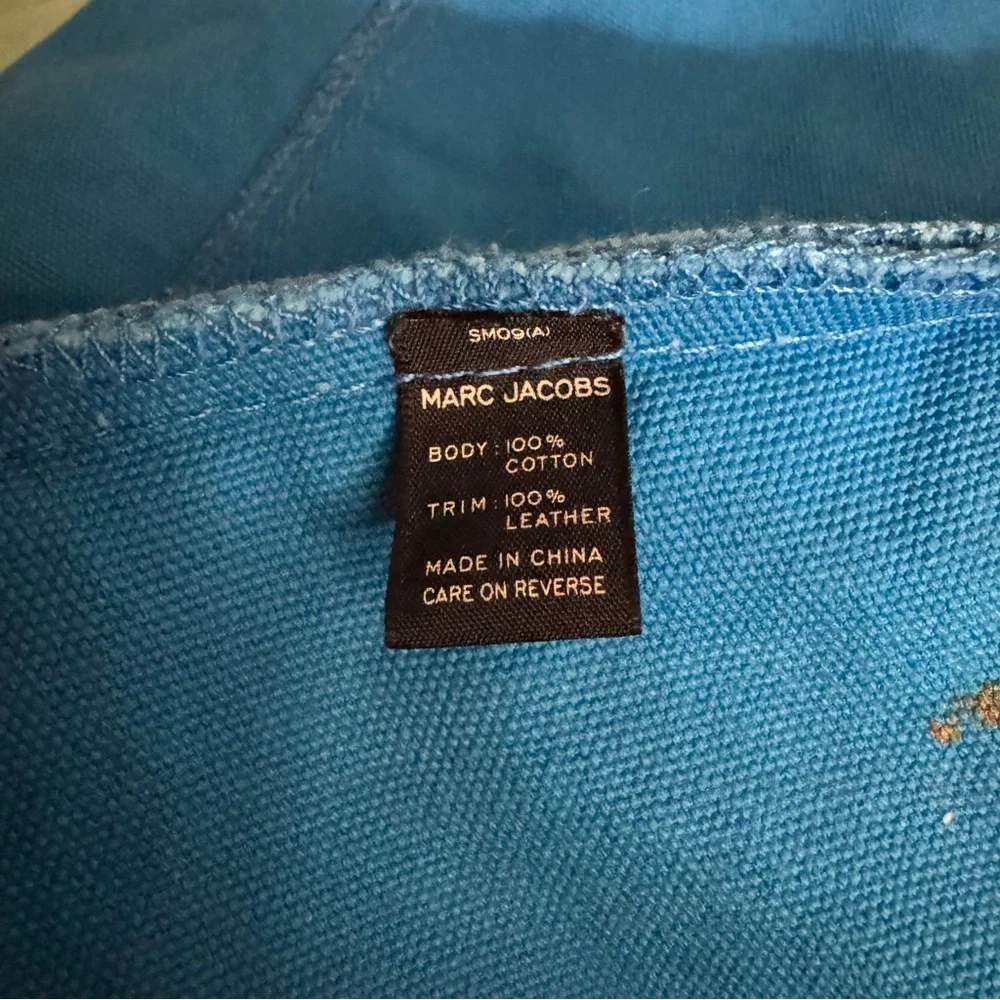 SM09(A)
MARC JACOBS
BODY: 100%
COTTON
TRIM: 100%
LEATHER
MADE IN CHINA
CARE ON REVERSE